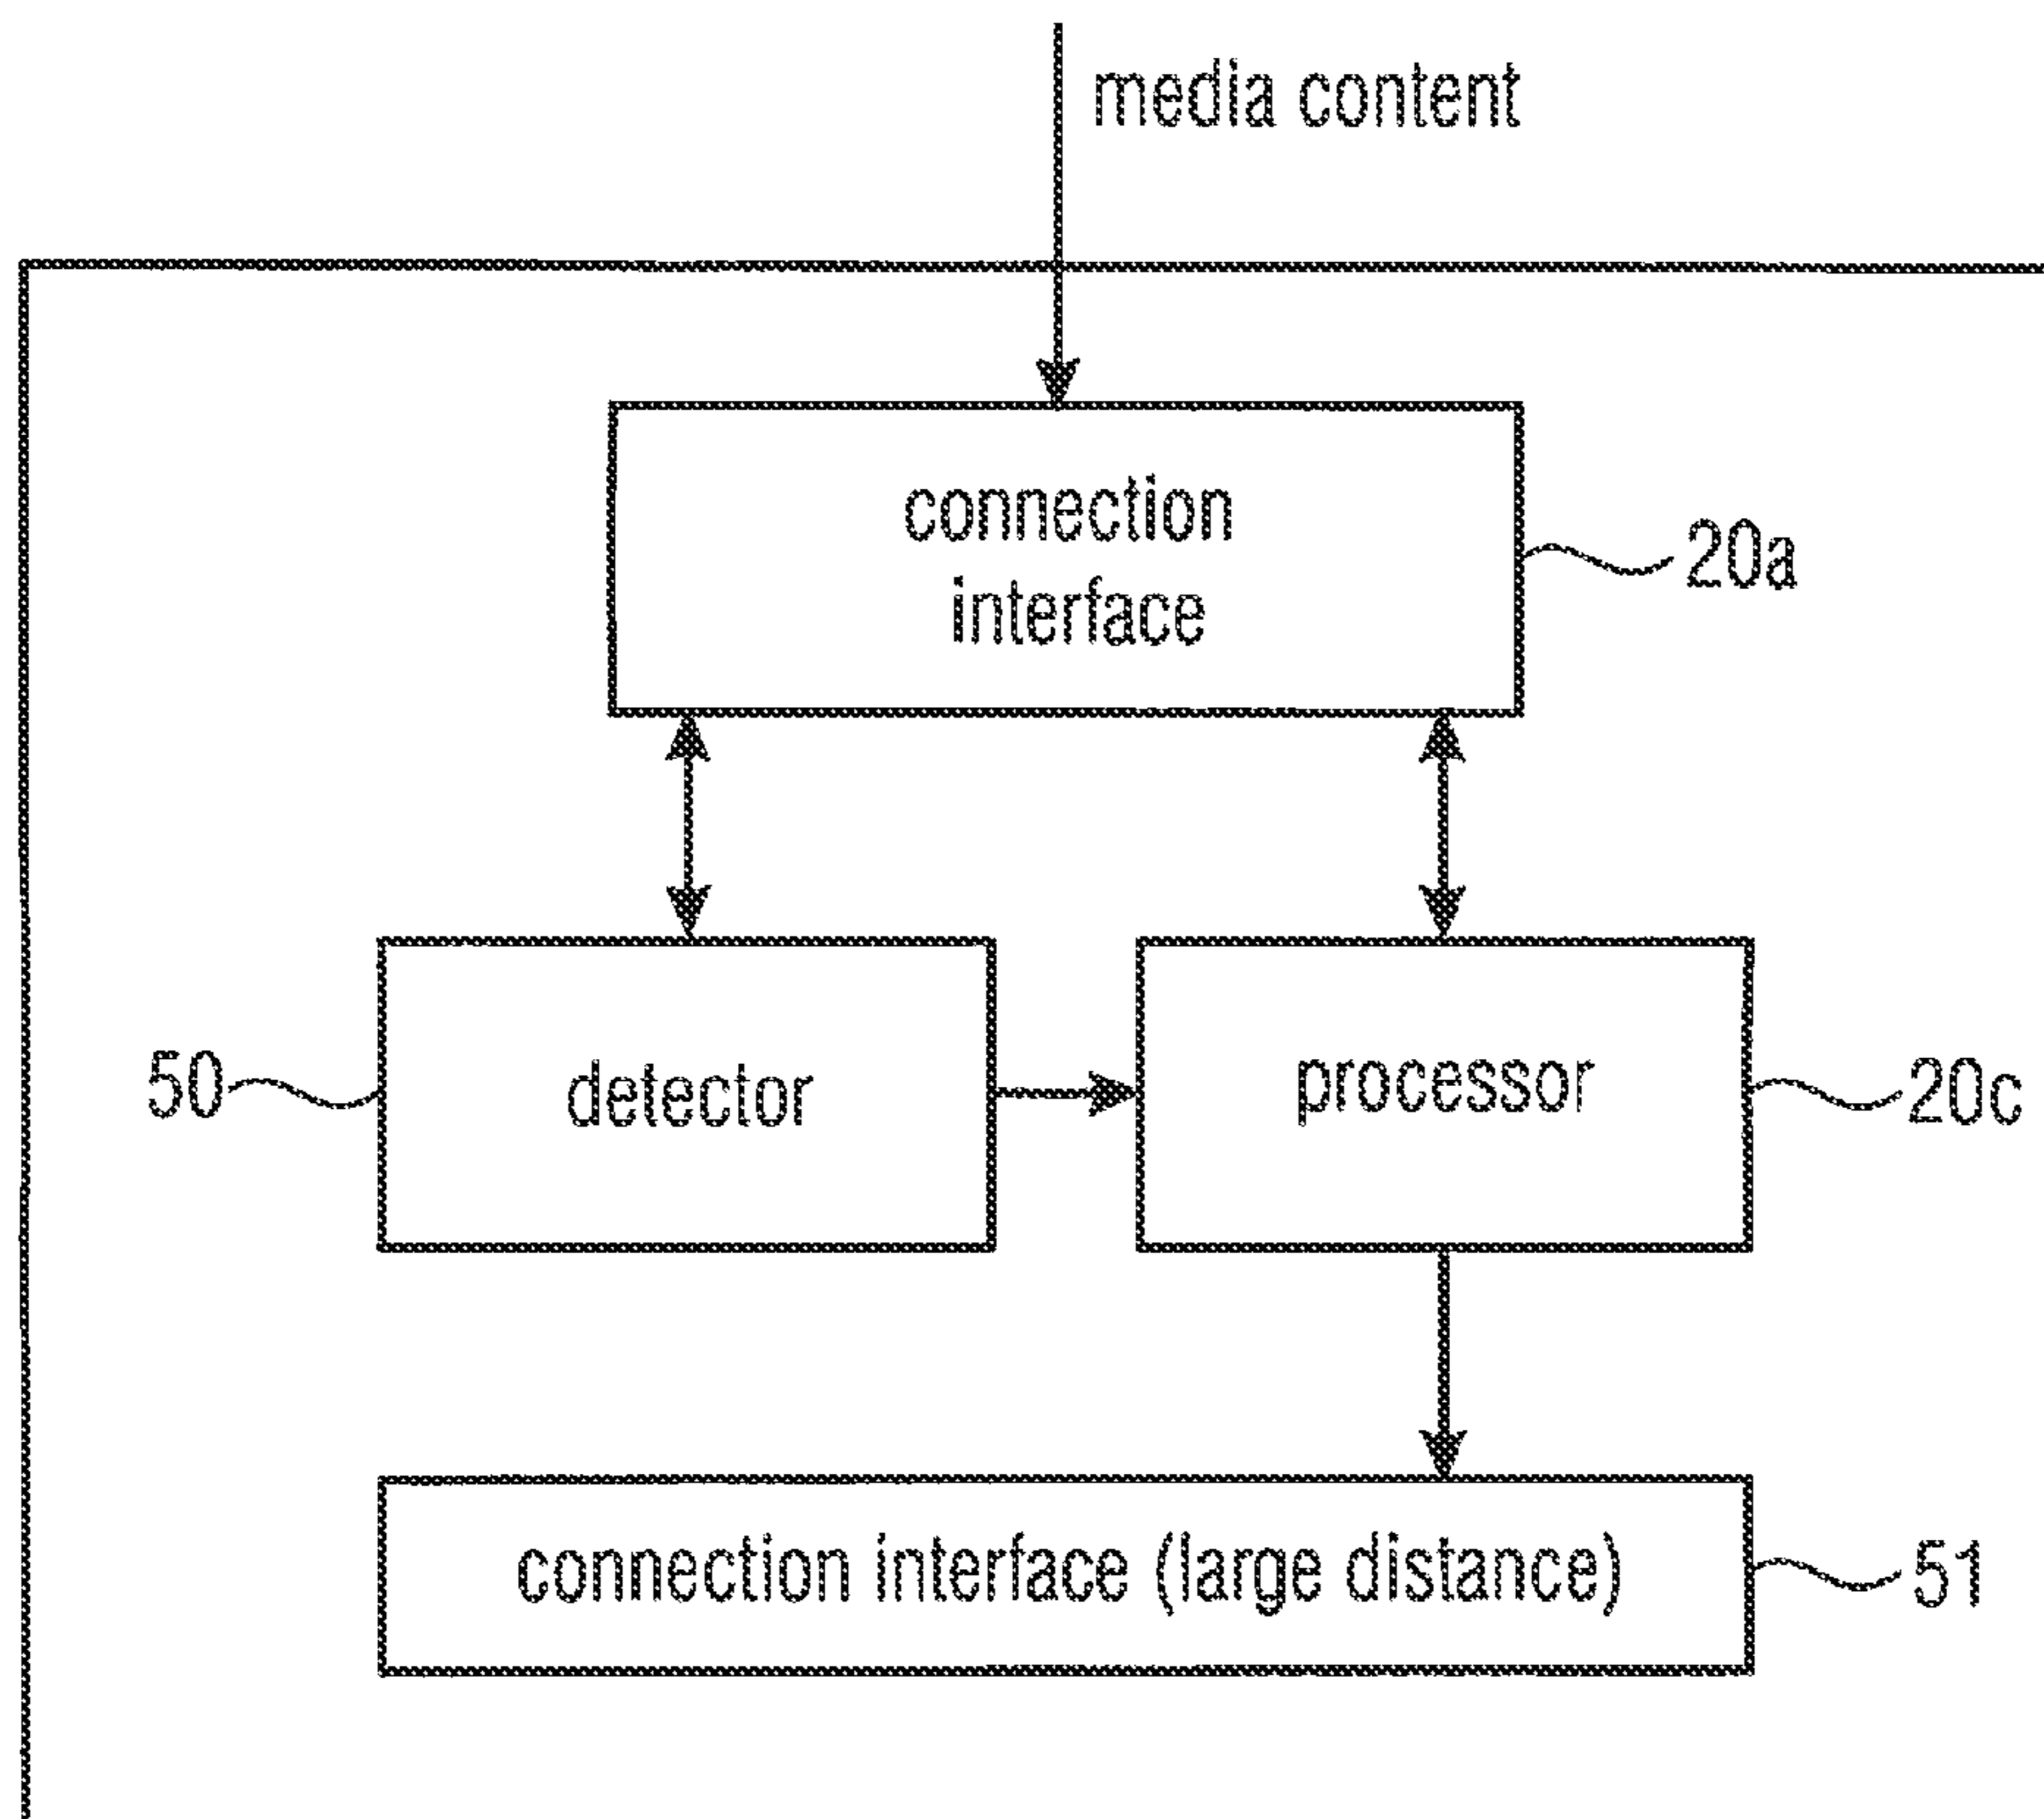 media content
connection
interface
20a
50
detector
processor
20c
connection interface (large distance)
51